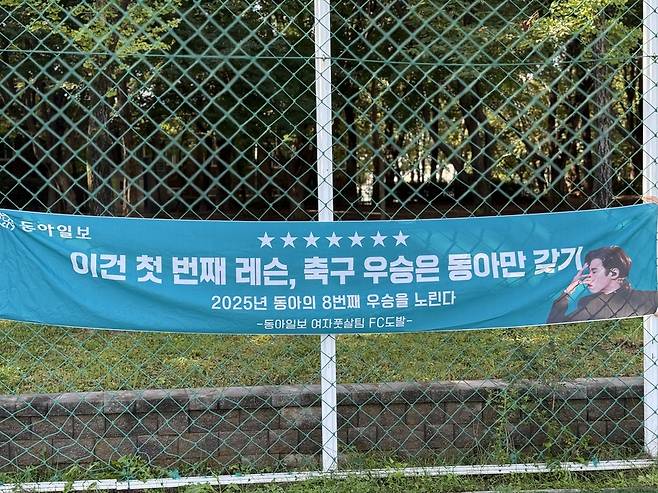 동아일보
★★★★★★★
이건 첫 번째 레슨, 축구 우승은 동아만 갖기
2025년 동아의 8번째 우승을 노린다
-동아일보 여자풋살팀 FC도발-